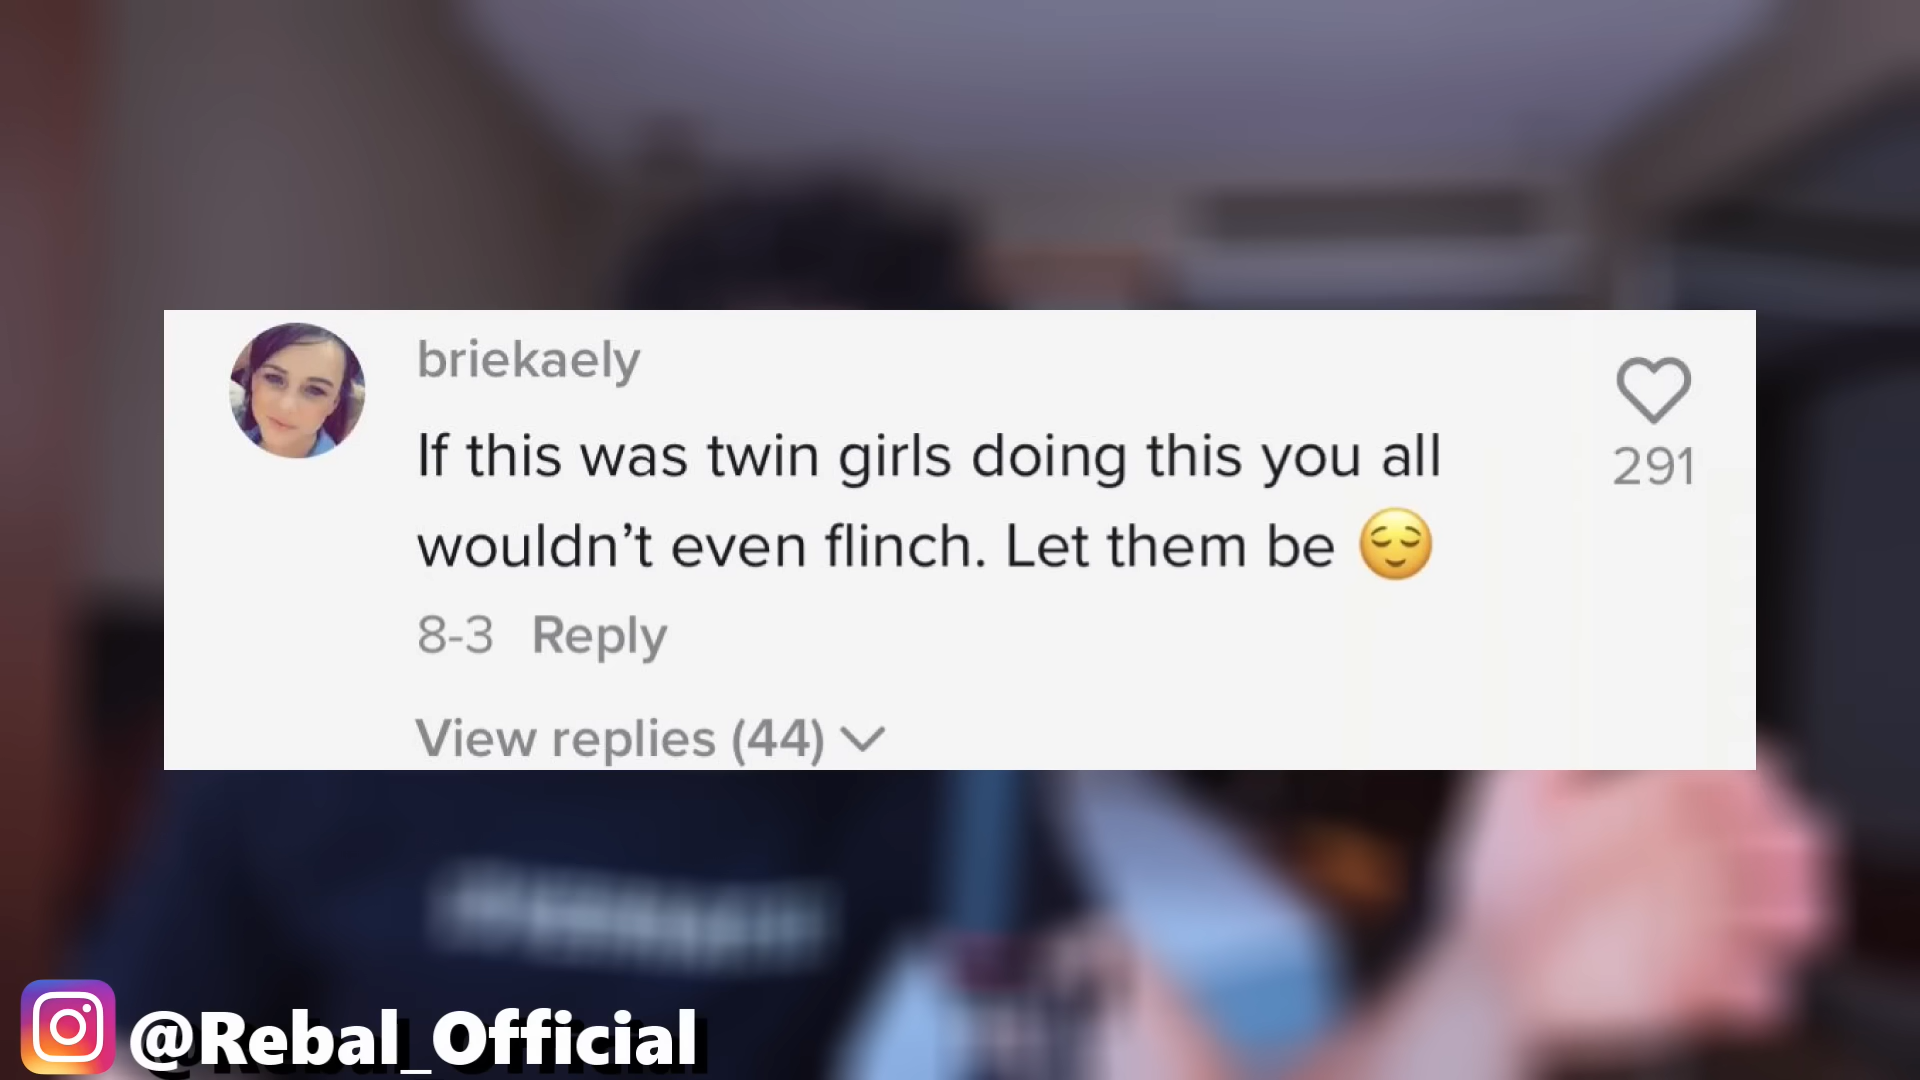 briekaely
If this was twin girls doing this you all
wouldn’t even flinch. Let them be 😌
291
8-3 Reply
View replies (44)
@Rebal_Official